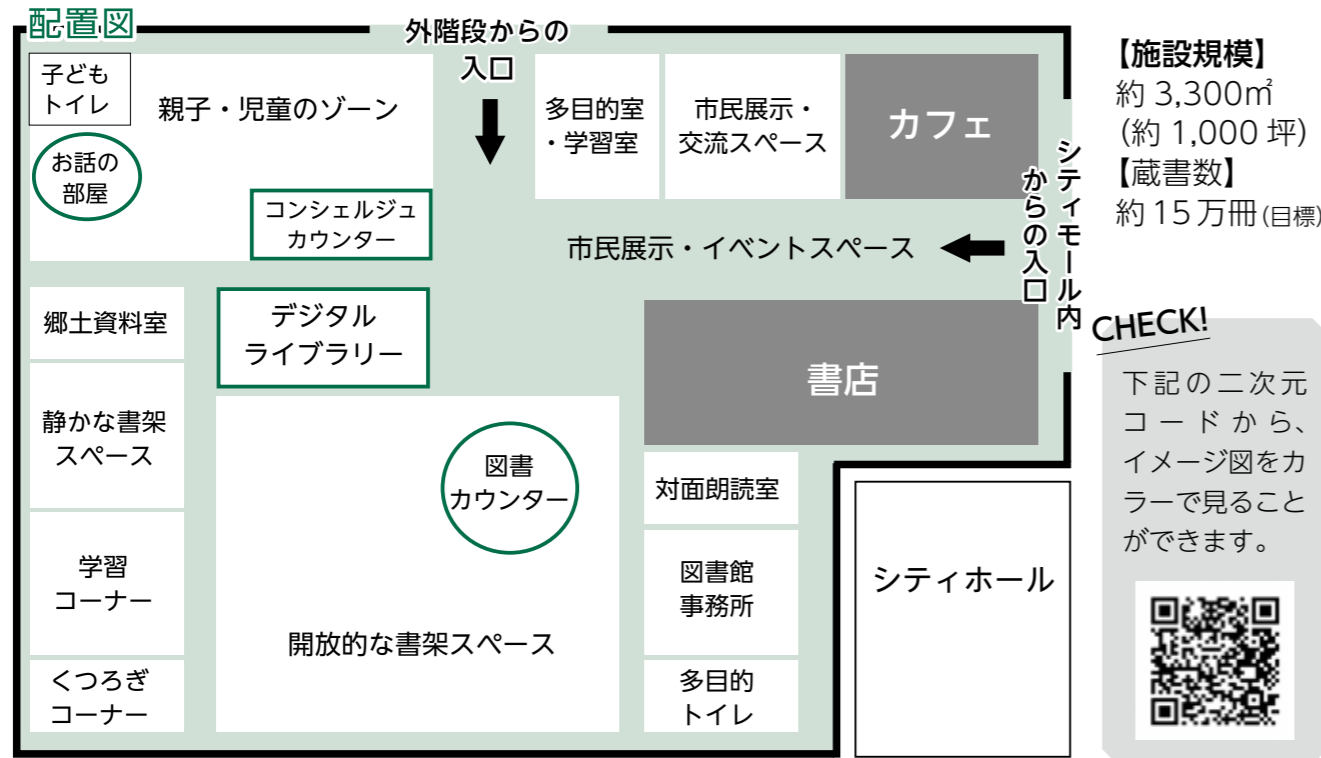 配置図
外階段からの
入口
子ども
トイレ
親子・児童のゾーン
お話の
部屋
コンシェルジュ
カウンター
多目的室
・学習室
市民展示・
交流スペース
カフェ
シティモール内
からの入口
市民展示・イベントスペース
郷土資料室
デジタル
ライブラリー
書店
静かな書架
スペース
図書
カウンター
対面朗読室
学習
コーナー
図書館
事務所
シティホール
開放的な書架スペース
くつろぎ
コーナー
多目的
トイレ
【施設規模】
約 3,300㎡
(約 1,000 坪)
【蔵書数】
約 15 万冊(目標)
CHECK!
下記の二次元
コードから、
イメージ図をカ
ラーで見ること
ができます。